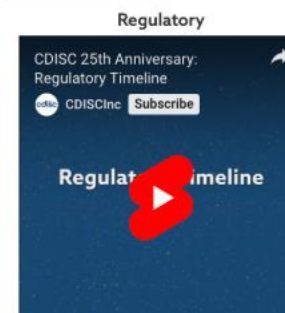 Regulatory
CDISC 25th Anniversary:
Regulatory Timeline
cdisc CDISCInc Subscribe
Regulat imeline